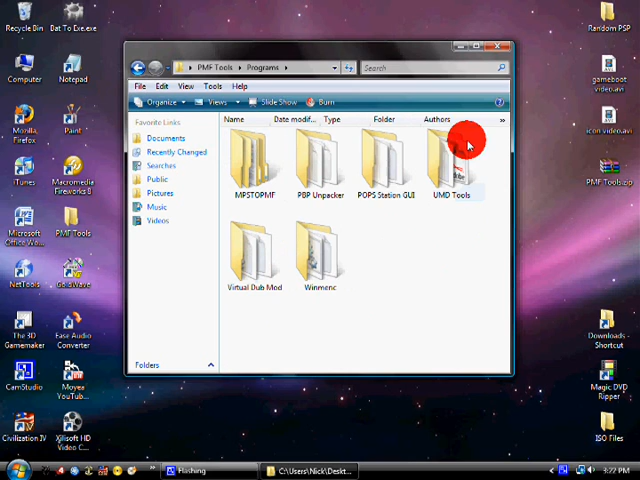 Recycle Bin
Dat To Exe.exe
Random PSP
PMF Tools
Programs
Search
File Edit View Tools Help
Organize Views Slide Show Burn
Favorite Links
Name Date modif... Type Folder Authors
Computer
Notepad
gameboot
video.avi
Documents
Recently Changed
Searches
Public
Pictures
Music
Videos
MPSTOPMF
PBP Unpacker
POPS Station GUI
UMD Tools
Mozilla
Firefox
Paint
icon video.avi
iTunes
Macromedia
Fireworks 8
PMF Tools.zip
Microsoft
Office Wo...
PMF Tools
Virtual Dub Mod
Winmenc
NetTools
GoldWave
The 3D
Gamemaker
Ease Audio
Converter
Downloads -
Shortcut
Folders
CamStudio
Moyea
YouTub...
Magic DVD
Ripper
Civilization IV
Xilisoft HD
Video C...
ISO Files
Flashing
C:\Users\Nick\Deskt...
3:22 PM